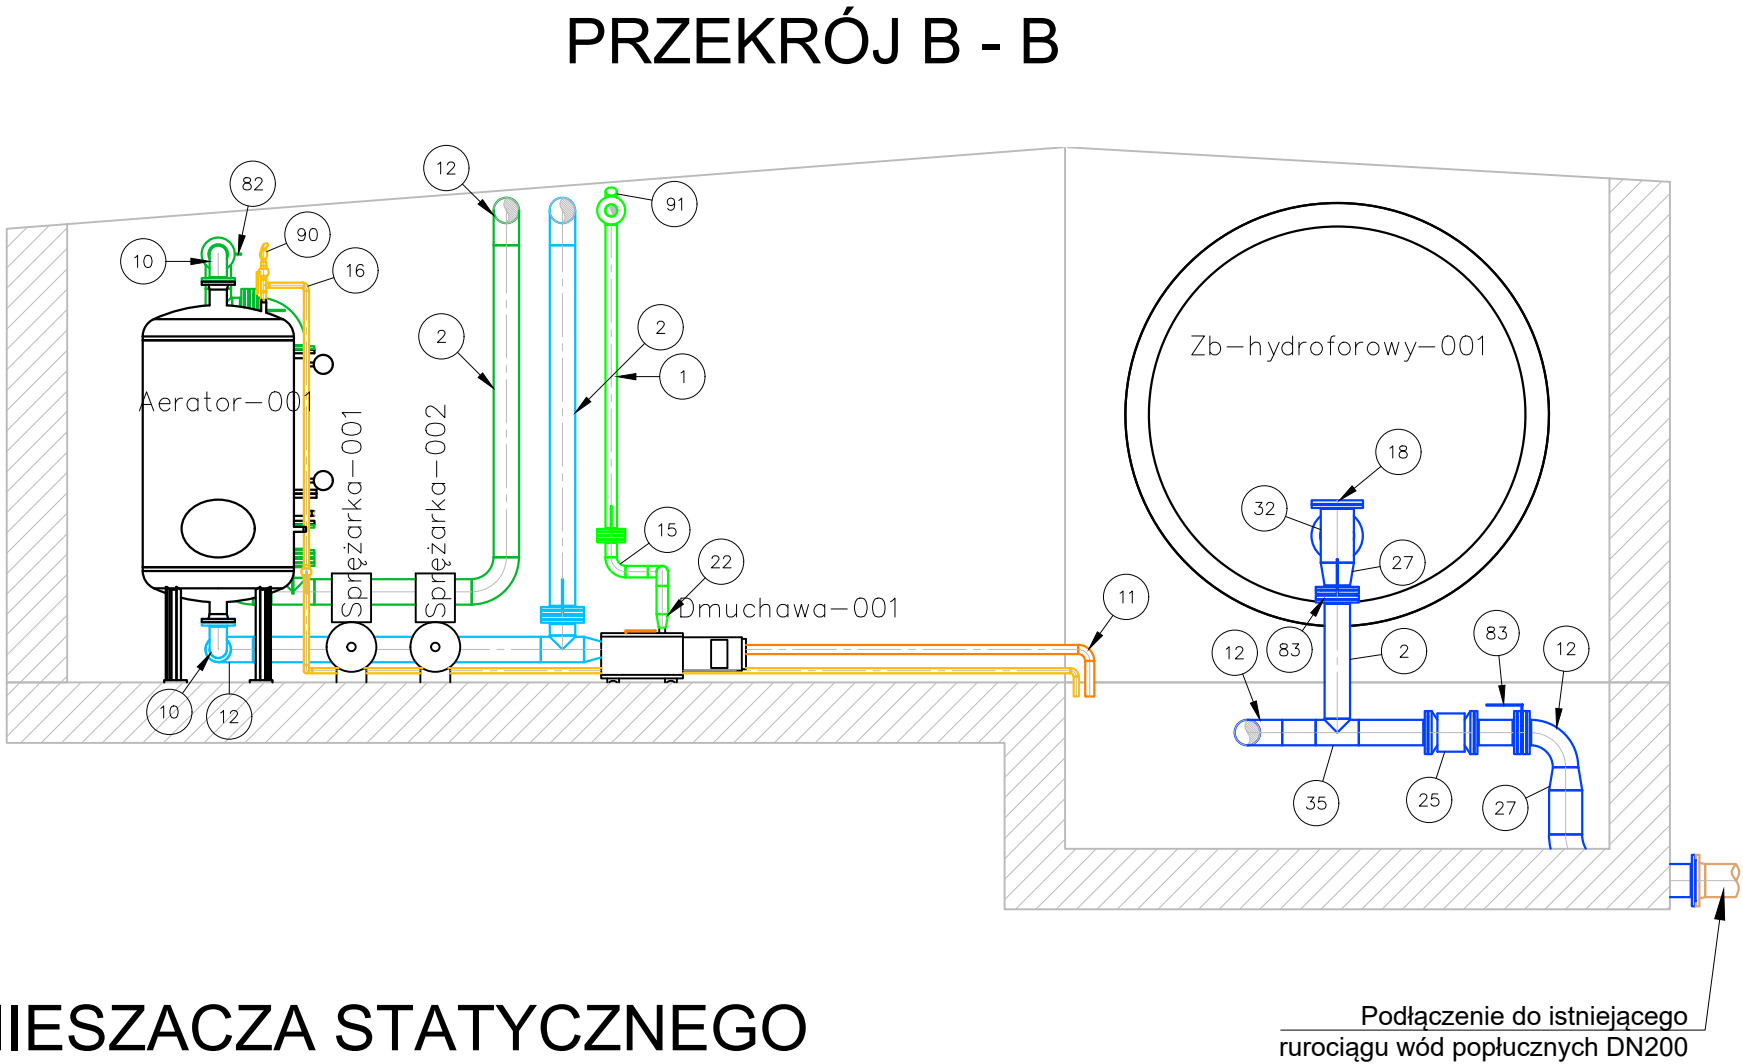 PRZEKRÓJ B - B
12
82
91
90
10
16
2
2
1
Zb-hydroforowy-001
Aerator-001
Sprężarka-001
Sprężarka-002
18
32
15
22
27
11
Dmuchawa-001
12
83
2
83
12
10
12
35
25
27
MIESZACZA STATYCZNEGO
Podłączenie do istniejącego
rurociągu wód popłucznych DN200